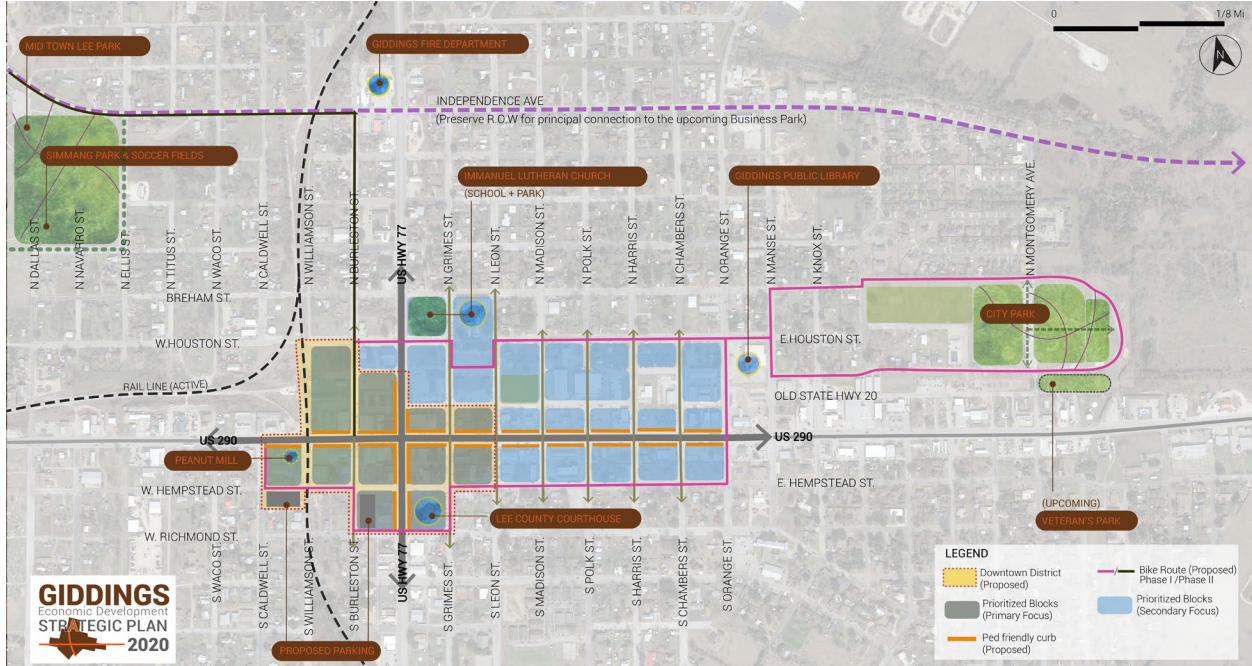 0 1/8 Mi
N
MID TOWN LEE PARK
GIDDINGS FIRE DEPARTMENT
INDEPENDENCE AVE
(Preserve R.O.W for principal connection to the upcoming Business Park)
SIMMANG PARK & SOCCER FIELDS
IMMANUEL LUTHERAN CHURCH
(SCHOOL + PARK)
GIDDINGS PUBLIC LIBRARY
N DALLAS ST.
N NAVARRO ST.
N ELLIS ST.
N TITUS ST.
N WACO ST.
N CALDWELL ST.
N WILLIAMSON ST.
N BURLESTON ST.
US HWY 77
N GRIMES ST.
N LEON ST.
N MADISON ST.
N POLK ST.
N HARRIS ST.
N CHAMBERS ST.
N ORANGE ST.
N MANSE ST.
N KNOX ST.
N MONTGOMERY AVE.
BREHAM ST.
CITY PARK
W.HOUSTON ST.
E.HOUSTON ST.
RAIL LINE (ACTIVE)
OLD STATE HWY 20
US 290
US 290
PEANUT MILL
W. HEMPSTEAD ST.
E. HEMPSTEAD ST.
LEE COUNTY COURTHOUSE
(UPCOMING)
VETERAN'S PARK
W. RICHMOND ST.
S WACO ST.
S CALDWELL ST.
S WILLIAMSON ST.
S BURLESTON ST.
US HWY 77
S GRIMES ST.
S LEON ST.
S MADISON ST.
S POLK ST.
S HARRIS ST.
S CHAMBERS ST.
S ORANGE ST.
PROPOSED PARKING
GIDDINGS
Economic Development
STRATEGIC PLAN
2020
LEGEND
Downtown District
(Proposed)
Prioritized Blocks
(Primary Focus)
Ped friendly curb
(Proposed)
Bike Route (Proposed)
Phase I /Phase II
Prioritized Blocks
(Secondary Focus)